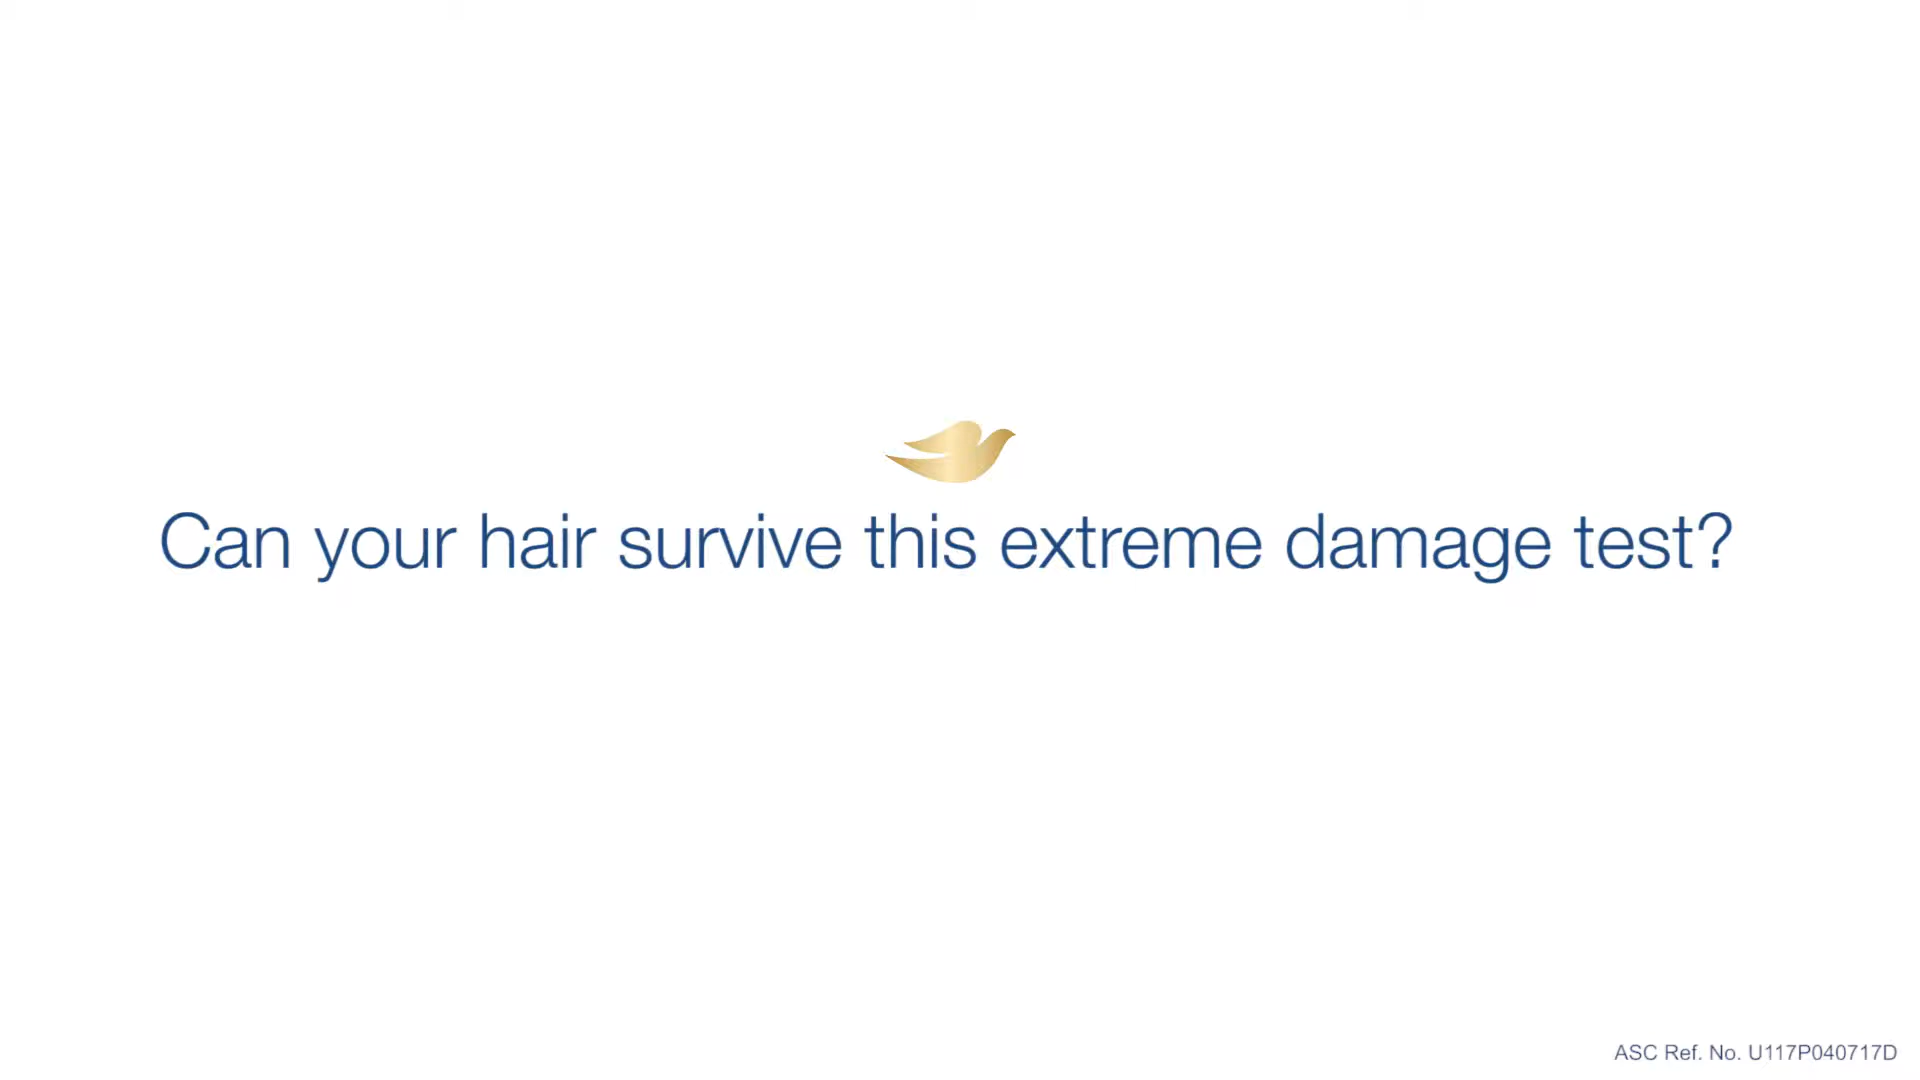 Can your hair survive this extreme damage test?
ASC Ref. No. U117P040717D